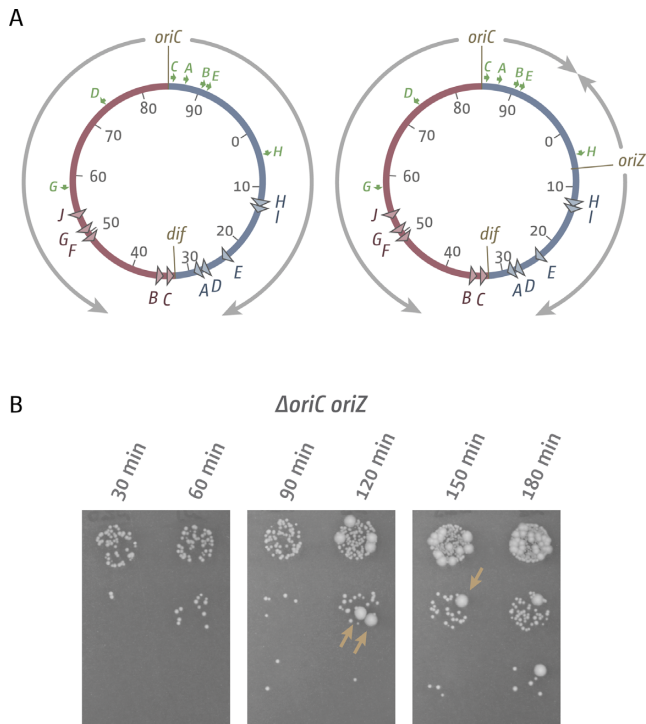 A
oriC
C A B E
D
80
90
70
0
H
60
G
10
H
I
J
G
F
50
20
dif
40
30
E
D
A
B C
oriC
C A B E
D
80
90
70
0
H
oriZ
60
G
10
H
I
J
G
F
50
20
dif
40
30
E
D
A
B C
B
ΔoriC oriZ
30 min
60 min
90 min
120 min
150 min
180 min